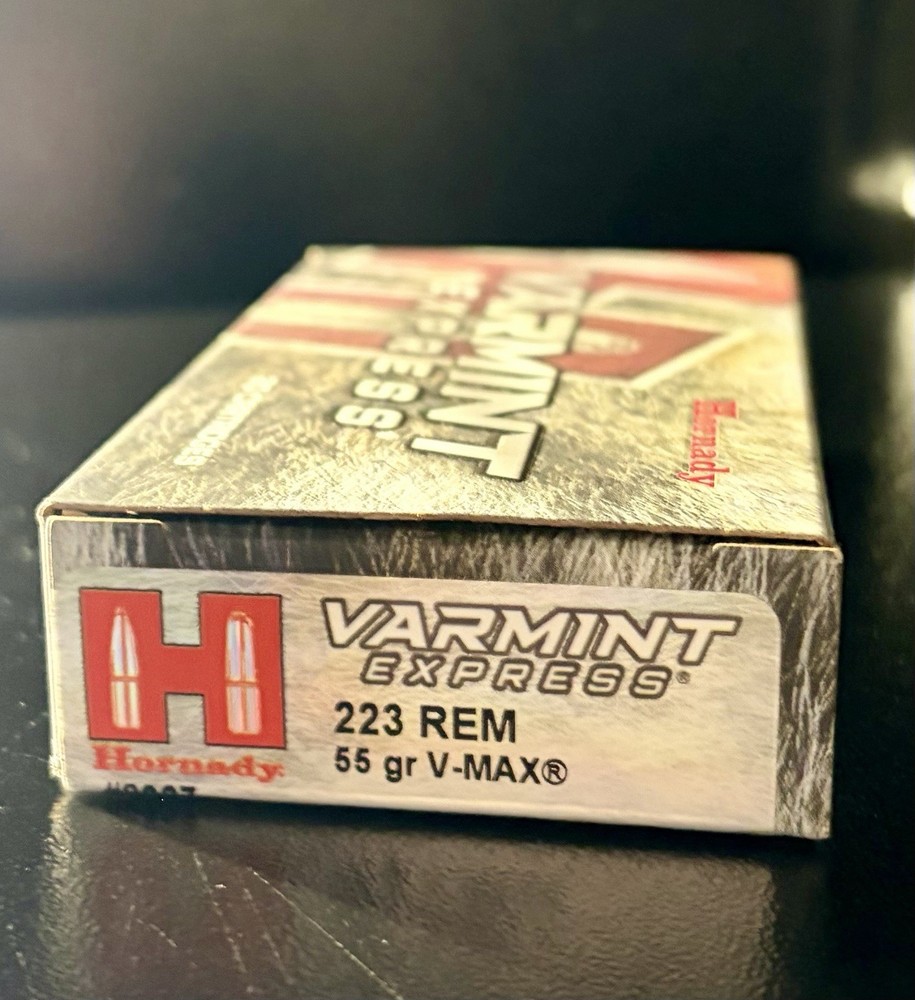 VARMINT
EXPRESS
Hornady
VARMINT
EXPRESS®
223 REM
55 gr V-MAX®
Hornady